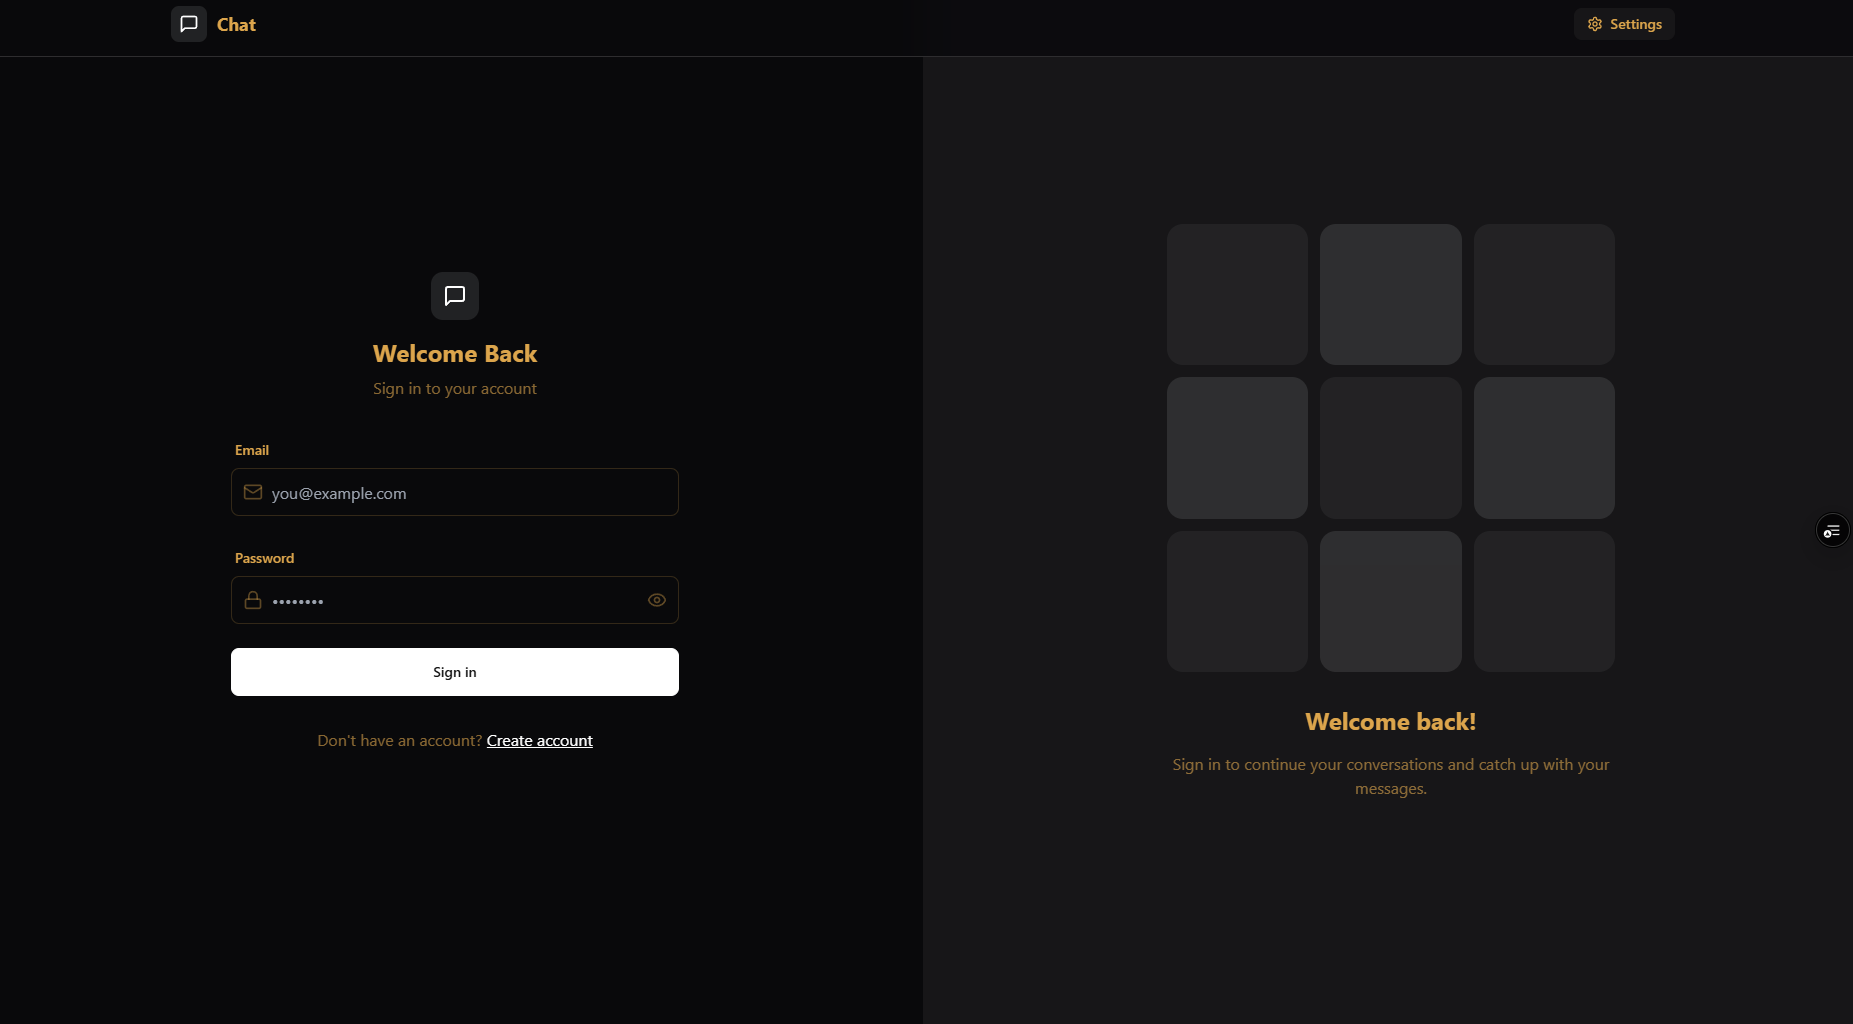 Chat
Settings
Welcome Back
Sign in to your account
Email
you@example.com
Password
••••••••
Sign in
Don't have an account? Create account
Welcome back!
Sign in to continue your conversations and catch up with your
messages.